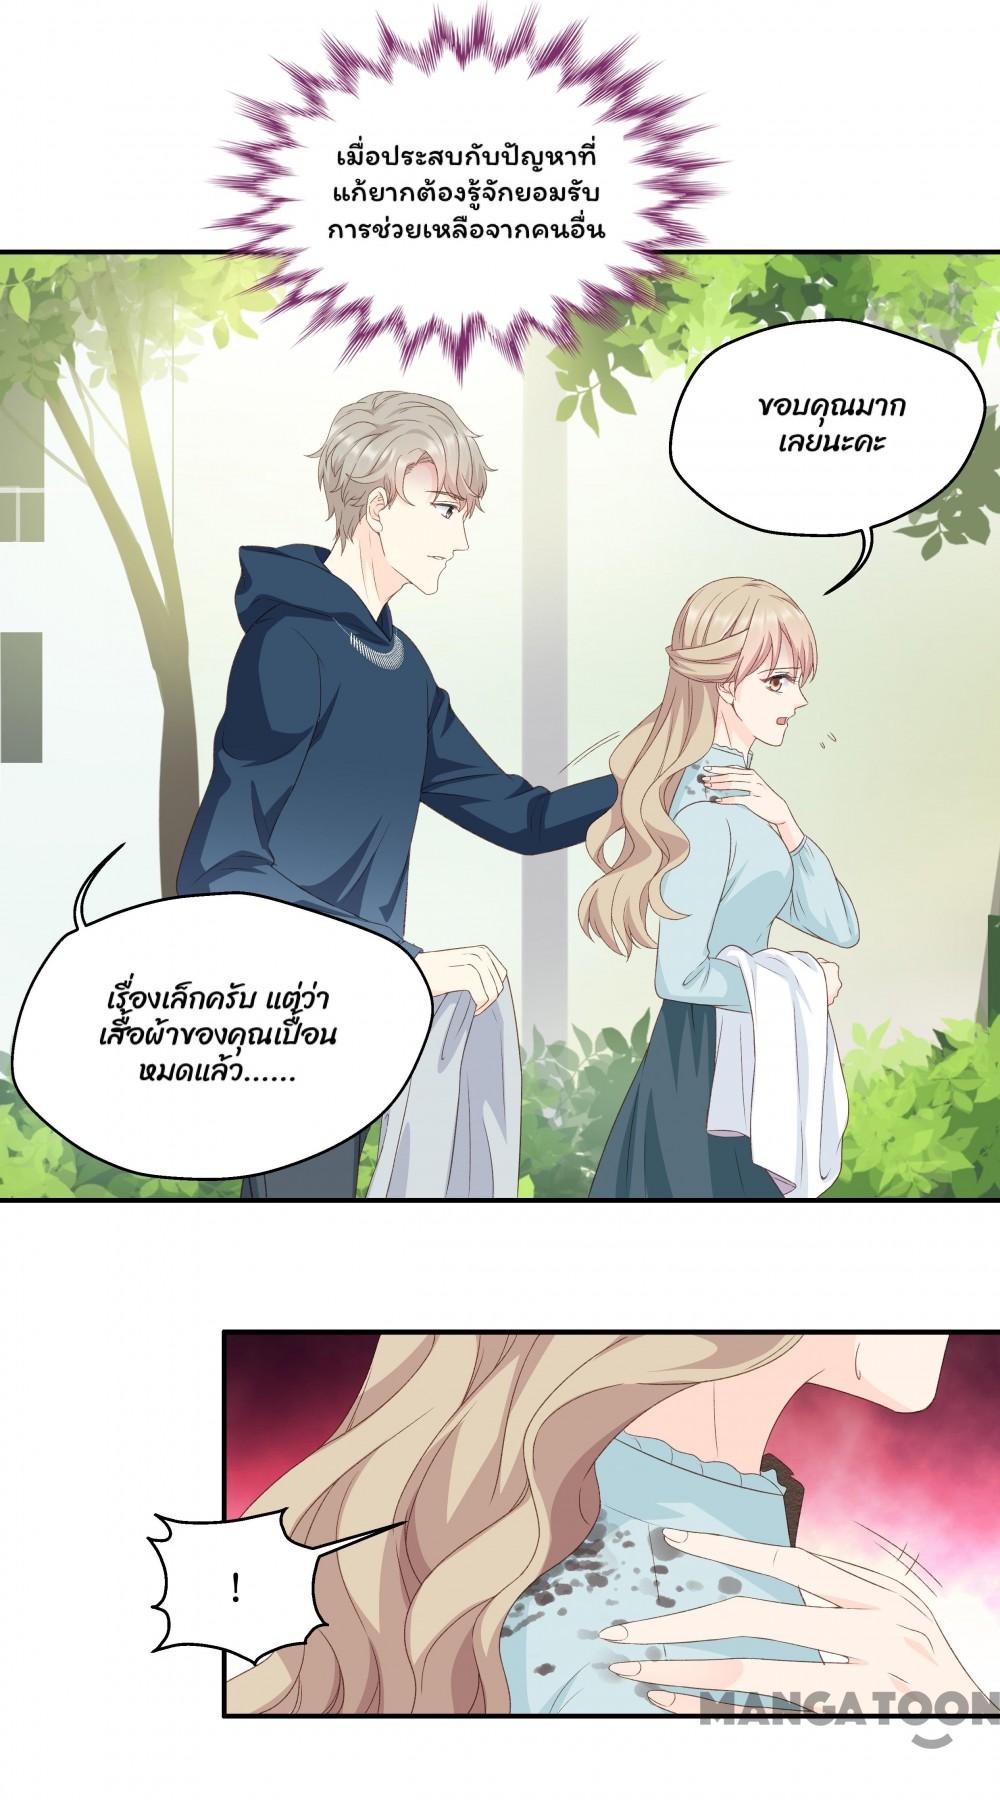 เมื่อประสบกับปัญหาที่
แก้ยากต้องรู้จักยอมรับ
การช่วยเหลือจากคนอื่น
ขอบคุณมาก
เลยนะคะ
เรื่องเล็กครับ แต่ว่า
เสื้อผ้าของคุณเปื้อน
หมดแล้ว......
!
MANGATOON